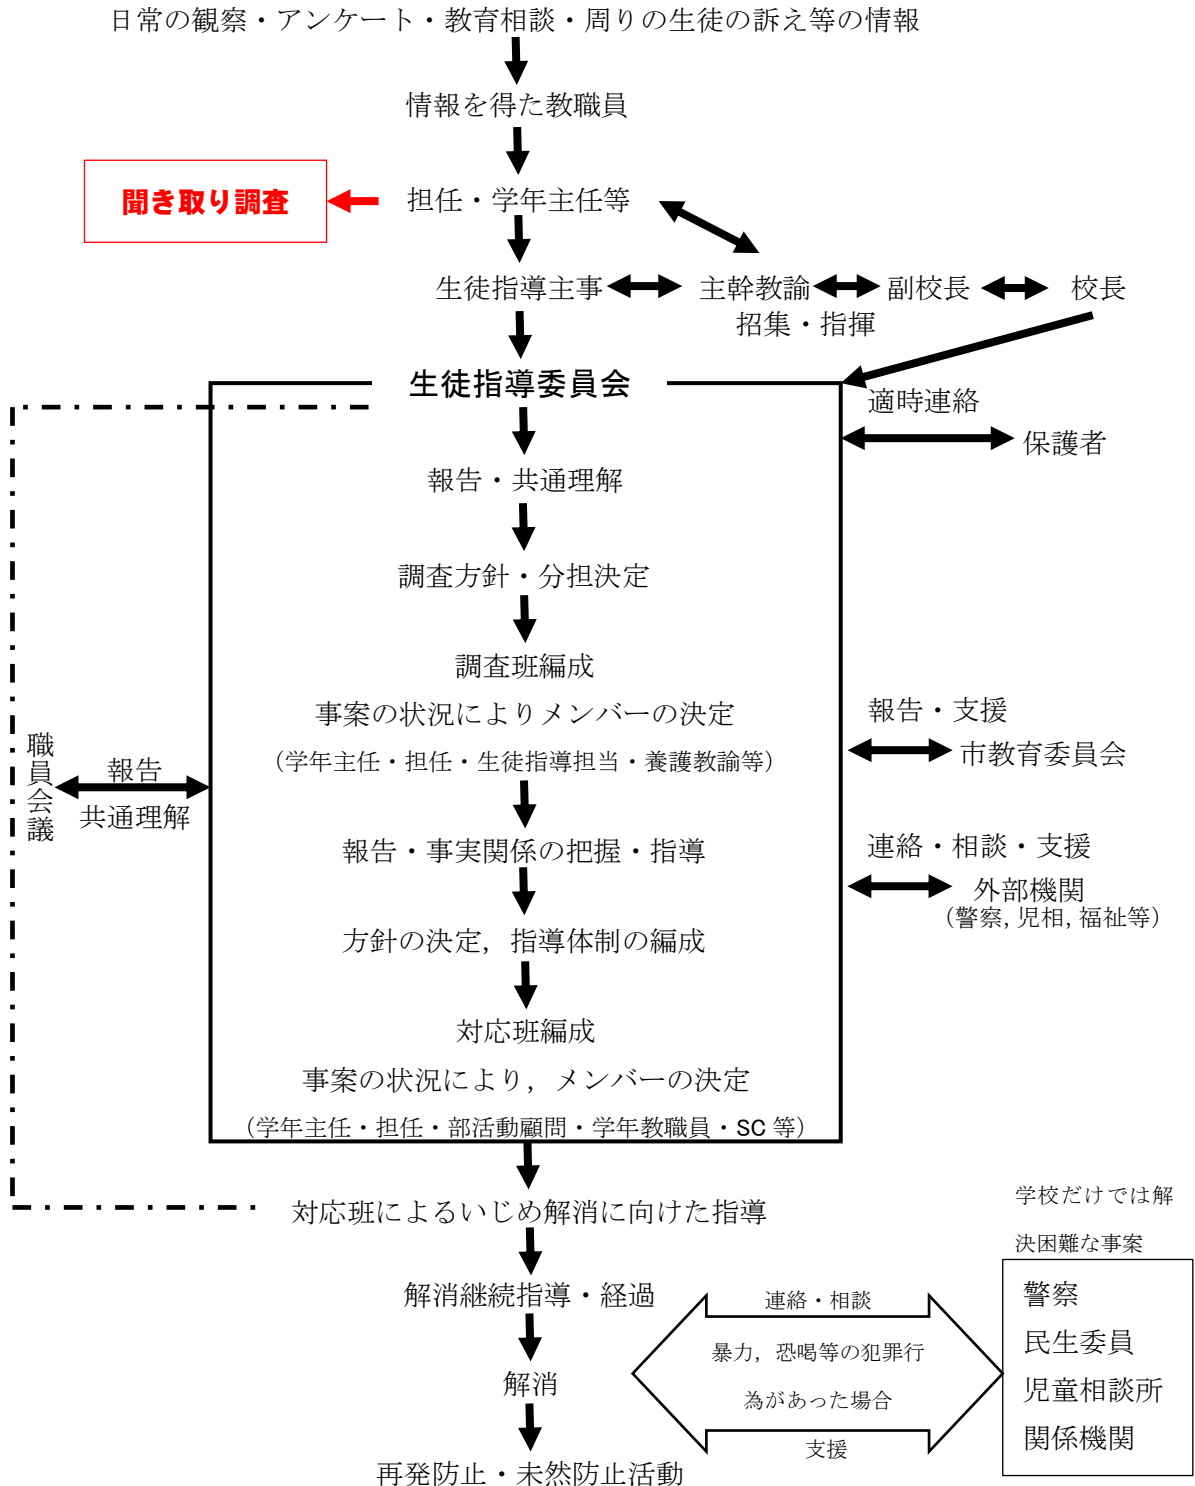 日常の観察・アンケート・教育相談・周りの生徒の訴え等の情報
情報を得た教職員
聞き取り調査
担任・学年主任等
生徒指導主事
主幹教諭
副校長
校長
招集・指揮
生徒指導委員会
適時連絡
保護者
報告・共通理解
調査方針・分担決定
調査班編成
事案の状況によりメンバーの決定
（学年主任・担任・生徒指導担当・養護教諭等）
報告・支援
市教育委員会
職員会議
報告
共通理解
報告・事実関係の把握・指導
連絡・相談・支援
外部機関
（警察,児相,福祉等）
方針の決定，指導体制の編成
対応班編成
事案の状況により，メンバーの決定
（学年主任・担任・部活動顧問・学年教職員・SC 等）
対応班によるいじめ解消に向けた指導
学校だけでは解
決困難な事案
解消継続指導・経過
連絡・相談
暴力，恐喝等の犯罪行
為があった場合
支援
警察
民生委員
児童相談所
関係機関
解消
再発防止・未然防止活動